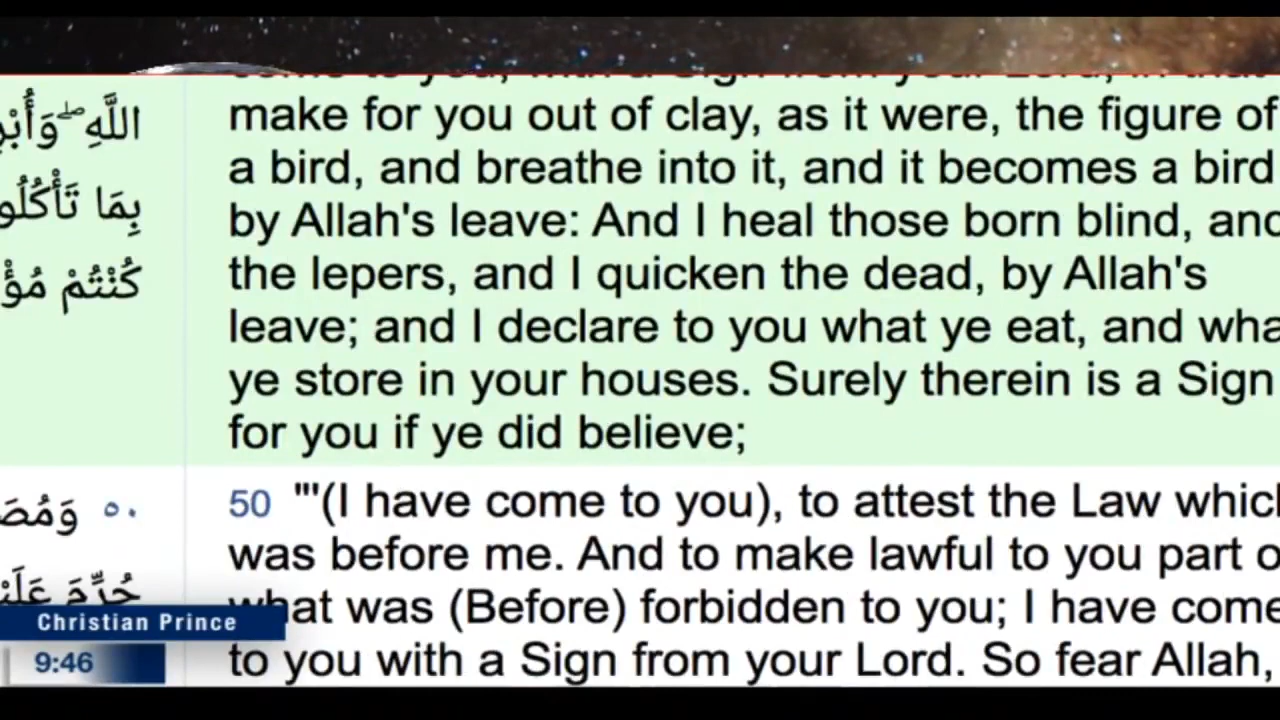 make for you out of clay, as it were, the figure of
a bird, and breathe into it, and it becomes a bird
by Allah's leave: And I heal those born blind, and
the lepers, and I quicken the dead, by Allah's
leave; and I declare to you what ye eat, and wha
ye store in your houses. Surely therein is a Sign
for you if ye did believe;
50 "'(I have come to you), to attest the Law which
was before me. And to make lawful to you part o
what was (Before) forbidden to you; I have come
to you with a Sign from your Lord. So fear Allah,
اللَّهِ ۖ
بِمَا
كُنْتُمْ
٥٠
Christian Prince
9:46